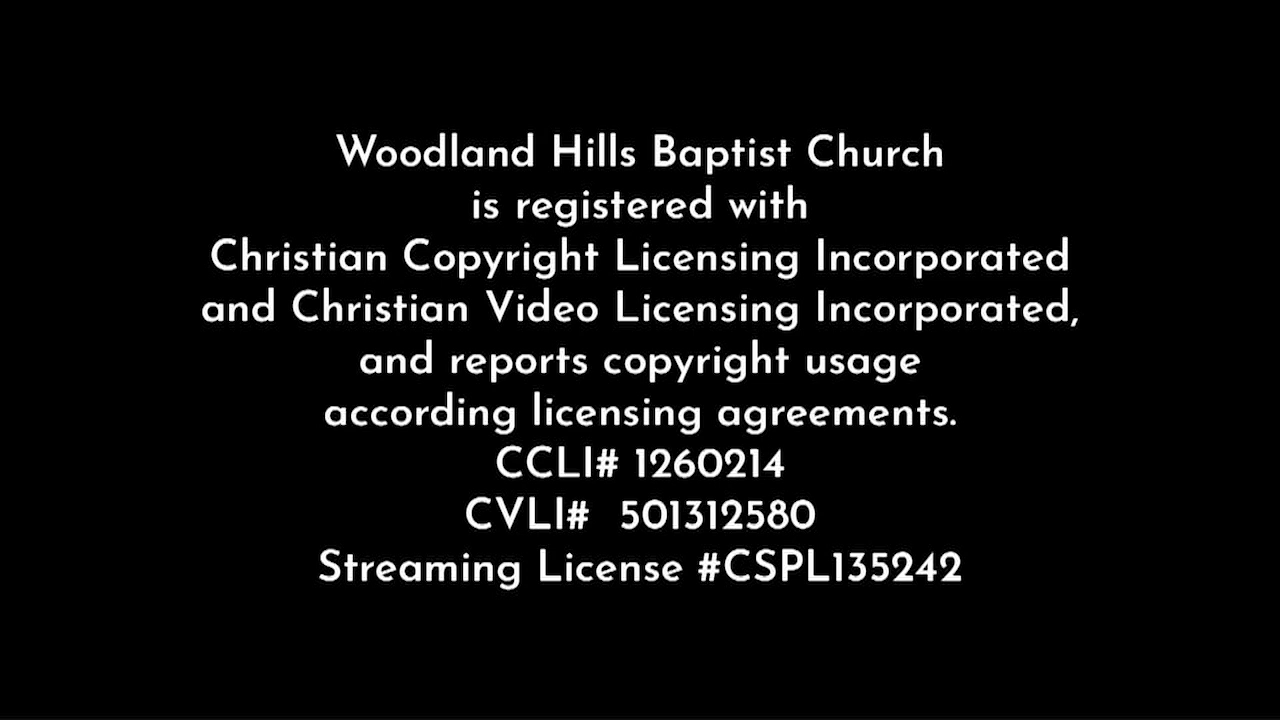 Woodland Hills Baptist Church
is registered with
Christian Copyright Licensing Incorporated
and Christian Video Licensing Incorporated,
and reports copyright usage
according licensing agreements.
CCLI# 1260214
CVLI#  501312580
Streaming License #CSPL135242